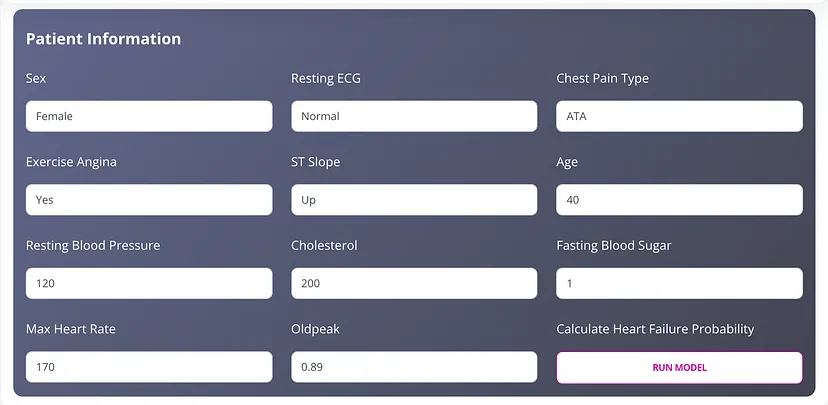 Patient Information
Sex
Resting ECG
Chest Pain Type
Female
Normal
ATA
Exercise Angina
ST Slope
Age
Yes
Up
40
Resting Blood Pressure
Cholesterol
Fasting Blood Sugar
120
200
1
Max Heart Rate
Oldpeak
Calculate Heart Failure Probability
170
0.89
RUN MODEL